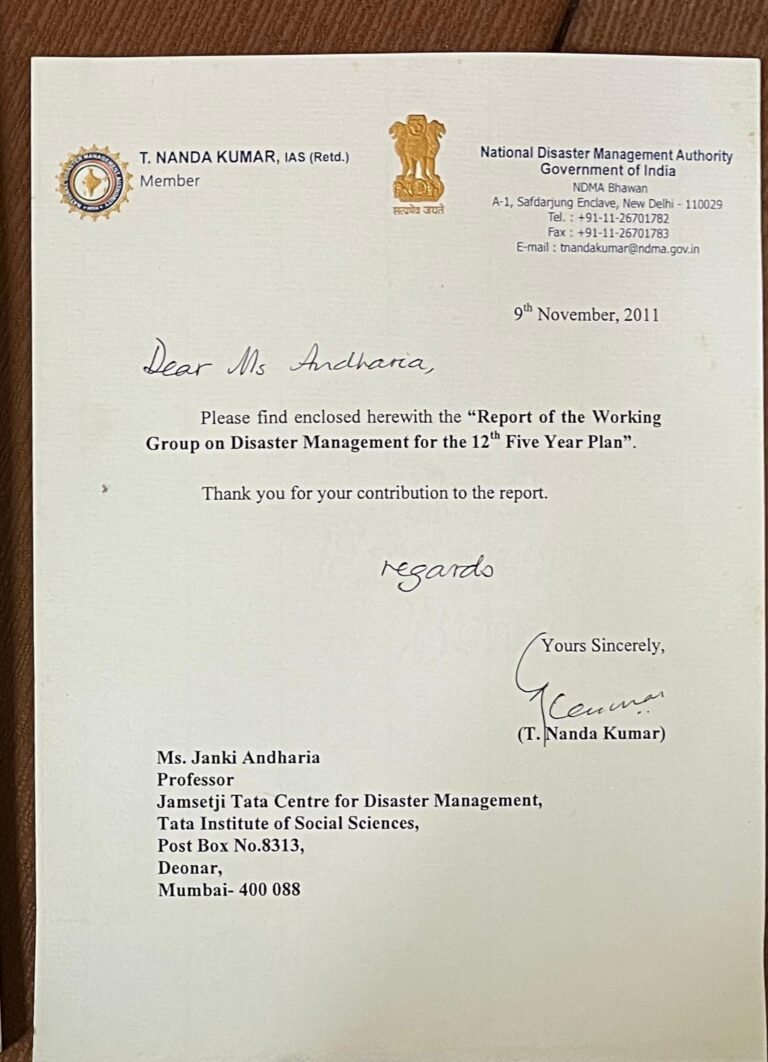 T. NANDA KUMAR, IAS (Retd.)
Member
सत्यमेव जयते
National Disaster Management Authority
Government of India
NDMA Bhawan
A-1, Safdarjung Enclave, New Delhi - 110029
Tel. : +91-11-26701782
Fax : +91-11-26701783
E-mail : tnandakumar@ndma.gov.in
9th November, 2011
Dear Ms Andharia,
Please find enclosed herewith the “Report of the Working
Group on Disaster Management for the 12th Five Year Plan”.
Thank you for your contribution to the report.
regards
Yours Sincerely,
(T. Nanda Kumar)
Ms. Janki Andharia
Professor
Jamsetji Tata Centre for Disaster Management,
Tata Institute of Social Sciences,
Post Box No.8313,
Deonar,
Mumbai- 400 088